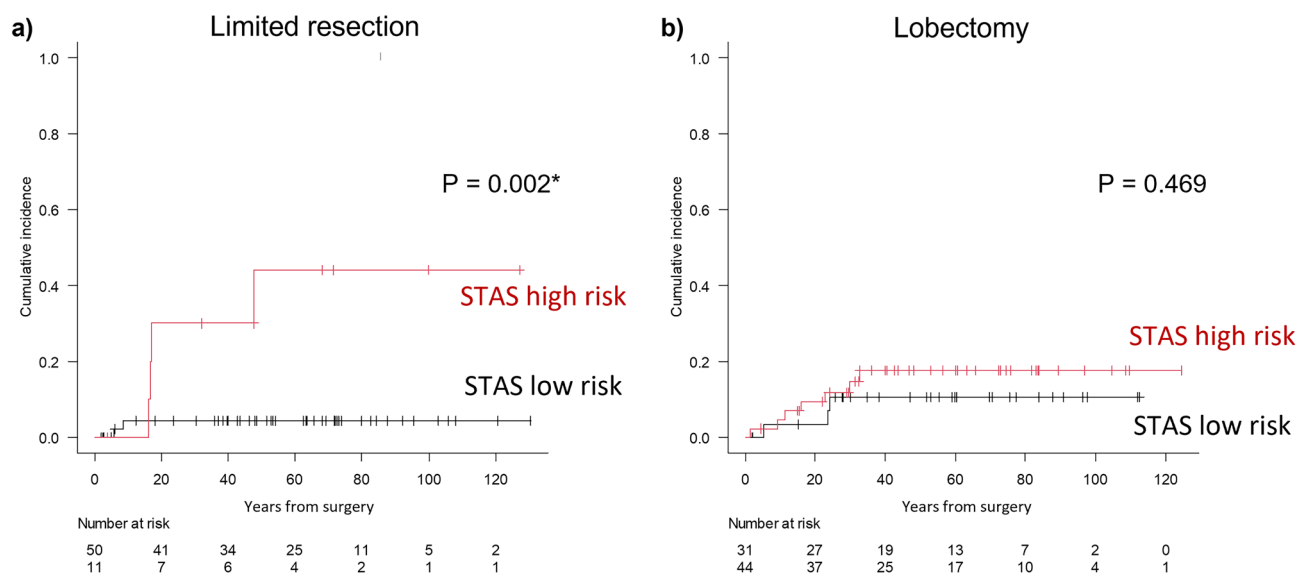 a)
Limited resection
1.0
0.8
0.6
0.4
0.2
0.0
Cumulative incidence
P = 0.002*
STAS high risk
STAS low risk
0 20 40 60 80 100 120
Years from surgery
Number at risk
50 41 34 25 11 5 2
11 7 6 4 2 1 1
b)
Lobectomy
1.0
0.8
0.6
0.4
0.2
0.0
Cumulative incidence
P = 0.469
STAS high risk
STAS low risk
0 20 40 60 80 100 120
Years from surgery
Number at risk
31 27 19 13 7 2 0
44 37 25 17 10 4 1